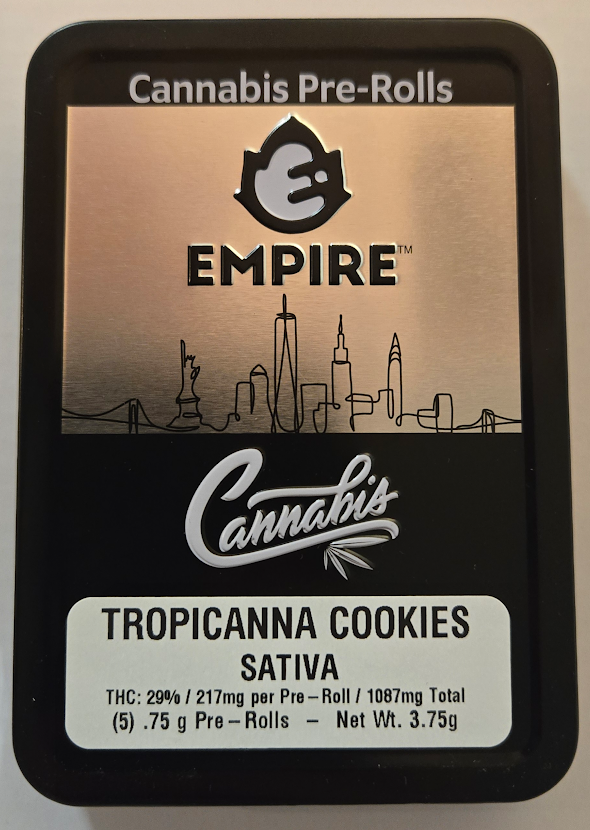 Cannabis Pre-Rolls
EMPIRE™
Cannabis
TROPICANNA COOKIES
SATIVA
THC: 29% / 217mg per Pre–Roll / 1087mg Total
(5) .75 g Pre–Rolls – Net Wt. 3.75g